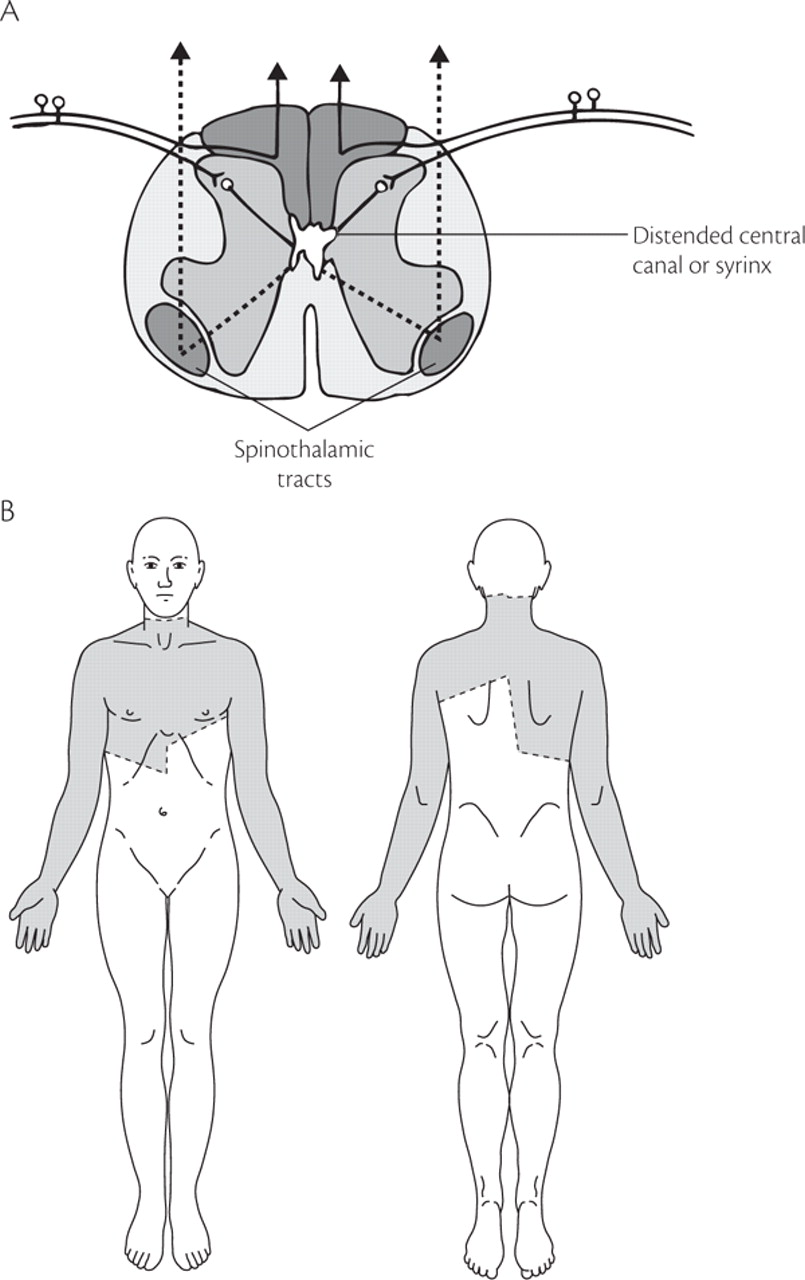 A
Distended central
canal or syrinx
Spinothalamic
tracts
B